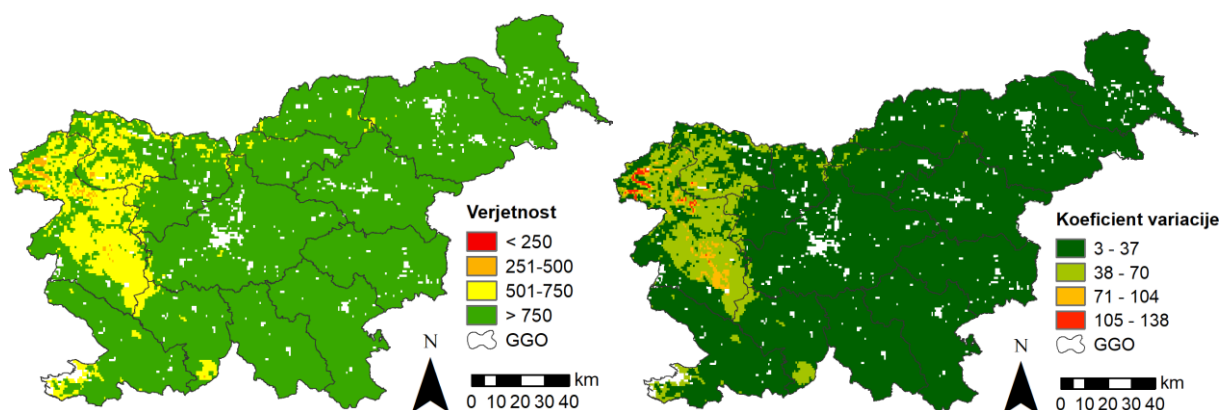 Verjetnost
< 250
251-500
501-750
> 750
GGO
N
km
0 10 20 30 40
Koeficient variacije
3 - 37
38 - 70
71 - 104
105 - 138
GGO
N
km
0 10 20 30 40